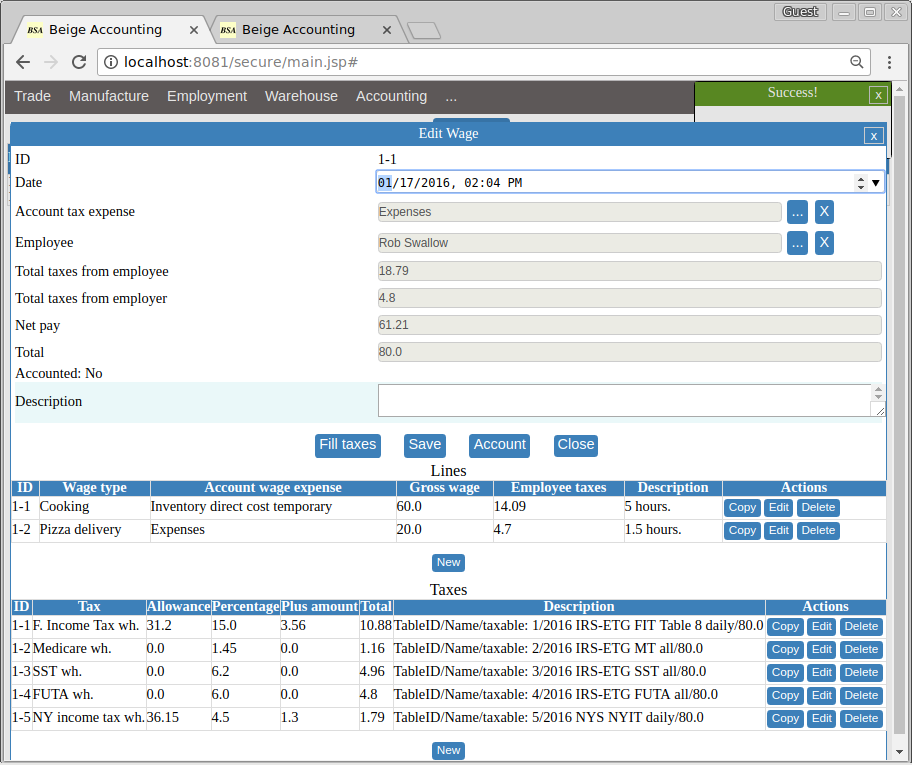 Guest
BSA Beige Accounting
BSA Beige Accounting
localhost:8081/secure/main.jsp#
Trade Manufacture Employment Warehouse Accounting ...
Success! x
Edit Wage x
ID 1-1
Date 01/17/2016, 02:04 PM
Account tax expense Expenses ... X
Employee Rob Swallow ... X
Total taxes from employee 18.79
Total taxes from employer 4.8
Net pay 61.21
Total 80.0
Accounted: No
Description
Fill taxes Save Account Close
Lines
ID Wage type Account wage expense Gross wage Employee taxes Description Actions
1-1 Cooking Inventory direct cost temporary 60.0 14.09 5 hours. Copy Edit Delete
1-2 Pizza delivery Expenses 20.0 4.7 1.5 hours. Copy Edit Delete
New
Taxes
ID Tax Allowance Percentage Plus amount Total Description Actions
1-1 F. Income Tax wh. 31.2 15.0 3.56 10.88 TableID/Name/taxable: 1/2016 IRS-ETG FIT Table 8 daily/80.0 Copy Edit Delete
1-2 Medicare wh. 0.0 1.45 0.0 1.16 TableID/Name/taxable: 2/2016 IRS-ETG MT all/80.0 Copy Edit Delete
1-3 SST wh. 0.0 6.2 0.0 4.96 TableID/Name/taxable: 3/2016 IRS-ETG SST all/80.0 Copy Edit Delete
1-4 FUTA wh. 0.0 6.0 0.0 4.8 TableID/Name/taxable: 4/2016 IRS-ETG FUTA all/80.0 Copy Edit Delete
1-5 NY income tax wh. 36.15 4.5 1.3 1.79 TableID/Name/taxable: 5/2016 NYS NYIT daily/80.0 Copy Edit Delete
New